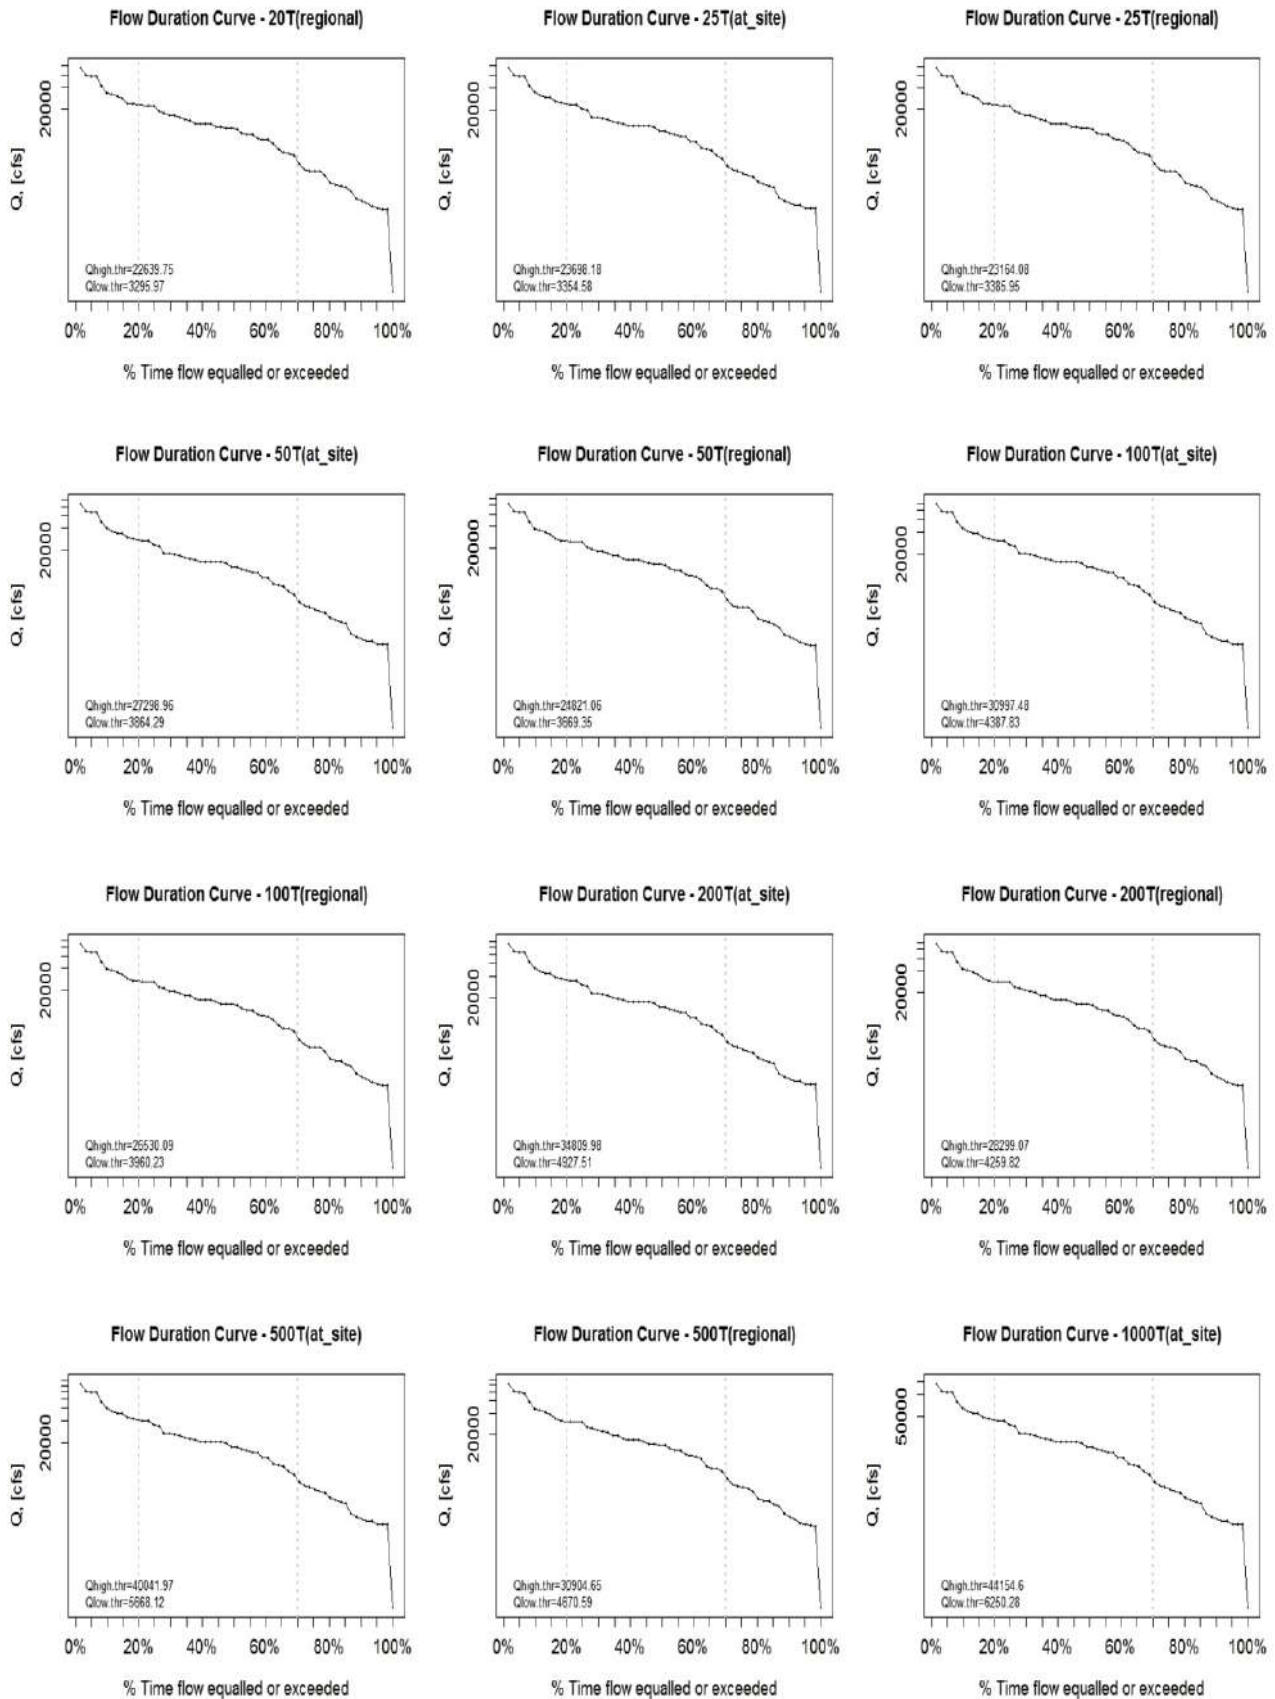 Flow Duration Curve - 20T(regional)
Flow Duration Curve - 25T(at_site)
Flow Duration Curve - 25T(regional)
20000
20000
20000
Q, [cfs]
Q, [cfs]
Q, [cfs]
Qhigh.thr=22639.75
Qlow.thr=3295.97
Qhigh.thr=23698.18
Qlow.thr=3354.58
Qhigh.thr=23164.08
Qlow.thr=3385.95
0% 20% 40% 60% 80% 100%
0% 20% 40% 60% 80% 100%
0% 20% 40% 60% 80% 100%
% Time flow equalled or exceeded
% Time flow equalled or exceeded
% Time flow equalled or exceeded
Flow Duration Curve - 50T(at_site)
Flow Duration Curve - 50T(regional)
Flow Duration Curve - 100T(at_site)
20000
20000
20000
Q, [cfs]
Q, [cfs]
Q, [cfs]
Qhigh.thr=27298.96
Qlow.thr=3864.29
Qhigh.thr=24821.06
Qlow.thr=3669.35
Qhigh.thr=30997.48
Qlow.thr=4387.83
0% 20% 40% 60% 80% 100%
0% 20% 40% 60% 80% 100%
0% 20% 40% 60% 80% 100%
% Time flow equalled or exceeded
% Time flow equalled or exceeded
% Time flow equalled or exceeded
Flow Duration Curve - 100T(regional)
Flow Duration Curve - 200T(at_site)
Flow Duration Curve - 200T(regional)
20000
20000
20000
Q, [cfs]
Q, [cfs]
Q, [cfs]
Qhigh.thr=26530.09
Qlow.thr=3960.23
Qhigh.thr=34809.98
Qlow.thr=4927.51
Qhigh.thr=28299.07
Qlow.thr=4259.82
0% 20% 40% 60% 80% 100%
0% 20% 40% 60% 80% 100%
0% 20% 40% 60% 80% 100%
% Time flow equalled or exceeded
% Time flow equalled or exceeded
% Time flow equalled or exceeded
Flow Duration Curve - 500T(at_site)
Flow Duration Curve - 500T(regional)
Flow Duration Curve - 1000T(at_site)
20000
20000
50000
Q, [cfs]
Q, [cfs]
Q, [cfs]
Qhigh.thr=40041.97
Qlow.thr=5668.12
Qhigh.thr=30904.65
Qlow.thr=4670.59
Qhigh.thr=44154.6
Qlow.thr=6250.28
0% 20% 40% 60% 80% 100%
0% 20% 40% 60% 80% 100%
0% 20% 40% 60% 80% 100%
% Time flow equalled or exceeded
% Time flow equalled or exceeded
% Time flow equalled or exceeded